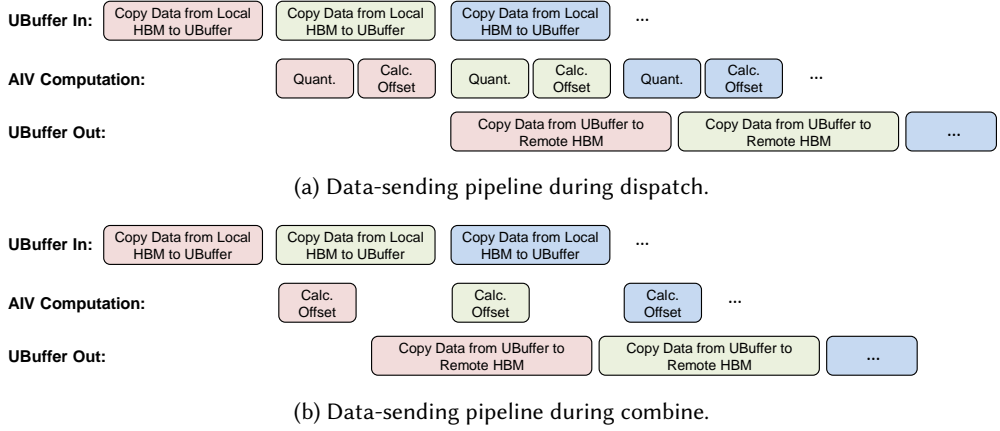 UBuffer In:
Copy Data from Local
HBM to UBuffer
Copy Data from Local
HBM to UBuffer
Copy Data from Local
HBM to UBuffer
...
AIV Computation:
Quant.
Calc.
Offset
Quant.
Calc.
Offset
Quant.
Calc.
Offset
...
UBuffer Out:
Copy Data from UBuffer to
Remote HBM
Copy Data from UBuffer to
Remote HBM
...
(a) Data-sending pipeline during dispatch.
UBuffer In:
Copy Data from Local
HBM to UBuffer
Copy Data from Local
HBM to UBuffer
Copy Data from Local
HBM to UBuffer
...
AIV Computation:
Calc.
Offset
Calc.
Offset
Calc.
Offset
...
UBuffer Out:
Copy Data from UBuffer to
Remote HBM
Copy Data from UBuffer to
Remote HBM
...
(b) Data-sending pipeline during combine.